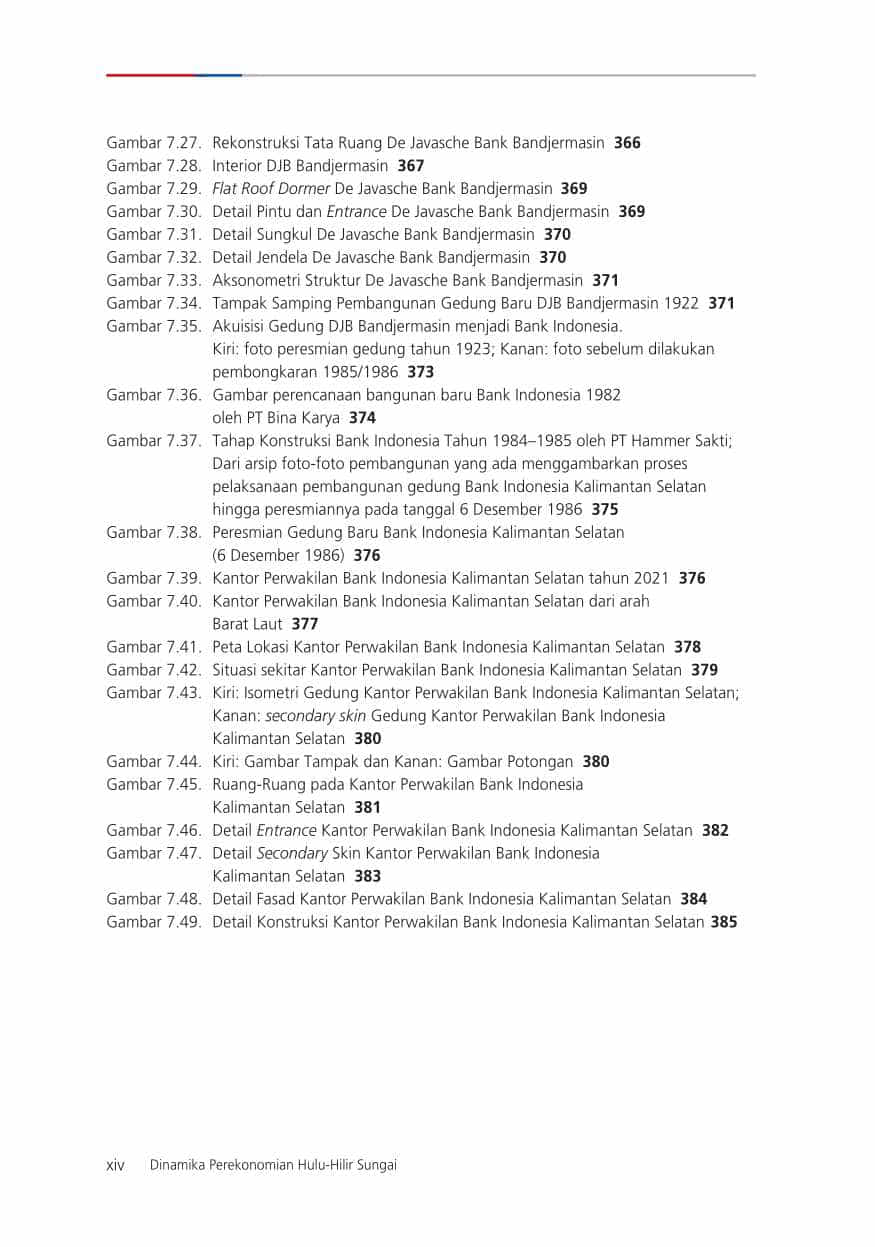 Gambar 7.27. Rekonstruksi Tata Ruang De Javasche Bank Bandjermasin 366
Gambar 7.28. Interior DJB Bandjermasin 367
Gambar 7.29. Flat Roof Dormer De Javasche Bank Bandjermasin 369
Gambar 7.30. Detail Pintu dan Entrance De Javasche Bank Bandjermasin 369
Gambar 7.31. Detail Sungkul De Javasche Bank Bandjermasin 370
Gambar 7.32. Detail Jendela De Javasche Bank Bandjermasin 370
Gambar 7.33. Aksonometri Struktur De Javasche Bank Bandjermasin 371
Gambar 7.34. Tampak Samping Pembangunan Gedung Baru DJB Bandjermasin 1922 371
Gambar 7.35. Akuisisi Gedung DJB Bandjermasin menjadi Bank Indonesia.
Kiri: foto peresmian gedung tahun 1923; Kanan: foto sebelum dilakukan
pembongkaran 1985/1986 373
Gambar 7.36. Gambar perencanaan bangunan baru Bank Indonesia 1982
oleh PT Bina Karya 374
Gambar 7.37. Tahap Konstruksi Bank Indonesia Tahun 1984–1985 oleh PT Hammer Sakti;
Dari arsip foto-foto pembangunan yang ada menggambarkan proses
pelaksanaan pembangunan gedung Bank Indonesia Kalimantan Selatan
hingga peresmiannya pada tanggal 6 Desember 1986 375
Gambar 7.38. Peresmian Gedung Baru Bank Indonesia Kalimantan Selatan
(6 Desember 1986) 376
Gambar 7.39. Kantor Perwakilan Bank Indonesia Kalimantan Selatan tahun 2021 376
Gambar 7.40. Kantor Perwakilan Bank Indonesia Kalimantan Selatan dari arah
Barat Laut 377
Gambar 7.41. Peta Lokasi Kantor Perwakilan Bank Indonesia Kalimantan Selatan 378
Gambar 7.42. Situasi sekitar Kantor Perwakilan Bank Indonesia Kalimantan Selatan 379
Gambar 7.43. Kiri: Isometri Gedung Kantor Perwakilan Bank Indonesia Kalimantan Selatan;
Kanan: secondary skin Gedung Kantor Perwakilan Bank Indonesia
Kalimantan Selatan 380
Gambar 7.44. Kiri: Gambar Tampak dan Kanan: Gambar Potongan 380
Gambar 7.45. Ruang-Ruang pada Kantor Perwakilan Bank Indonesia
Kalimantan Selatan 381
Gambar 7.46. Detail Entrance Kantor Perwakilan Bank Indonesia Kalimantan Selatan 382
Gambar 7.47. Detail Secondary Skin Kantor Perwakilan Bank Indonesia
Kalimantan Selatan 383
Gambar 7.48. Detail Fasad Kantor Perwakilan Bank Indonesia Kalimantan Selatan 384
Gambar 7.49. Detail Konstruksi Kantor Perwakilan Bank Indonesia Kalimantan Selatan 385
xiv Dinamika Perekonomian Hulu-Hilir Sungai